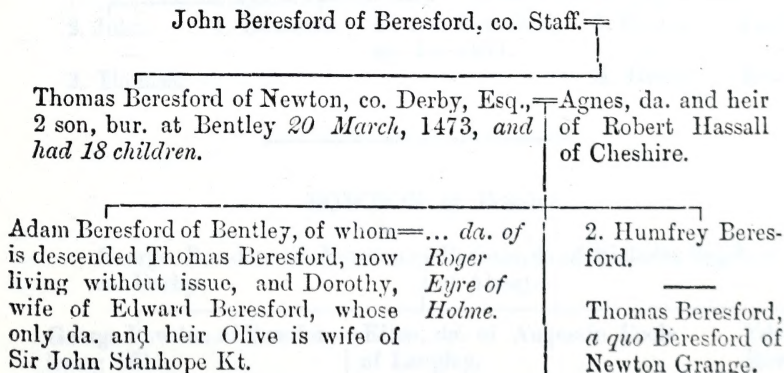 John Beresford of Beresford, co. Staff.
Thomas Beresford of Newton, co. Derby, Esq.,
2 son, bur. at Bentley 20 March, 1473, and
had 18 children.
Agnes, da. and heir
of Robert Hassall
of Cheshire.
Adam Beresford of Bentley, of whom
is descended Thomas Beresford, now
living without issue, and Dorothy,
wife of Edward Beresford, whose
only da. and heir Olive is wife of
Sir John Stanhope Kt.
... da. of
Roger
Eyre of
Holme.
2. Humfrey Beres-
ford.
Thomas Beresford,
a quo Beresford of
Newton Grange.